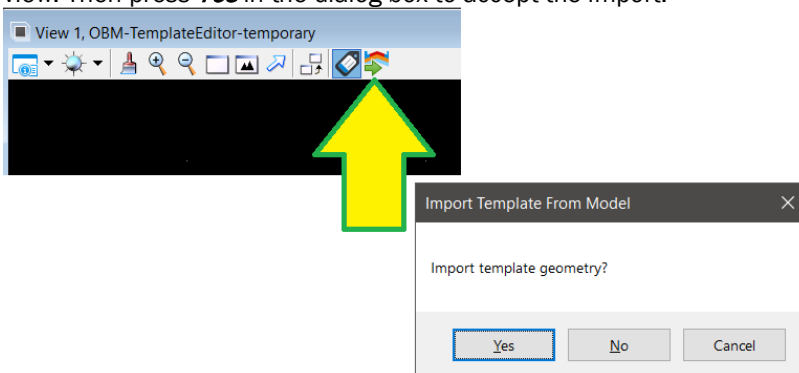 view. Then press Yes in the dialog box to accept the import.
View 1, OBM-TemplateEditor-temporary
Import Template From Model
Import template geometry?
Yes
No
Cancel